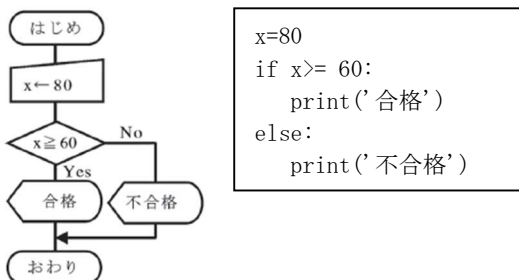 はじめ
x←80
x≧60
No
Yes
合格
不合格
おわり
x=80
if x>= 60:
print('合格')
else:
print('不合格')